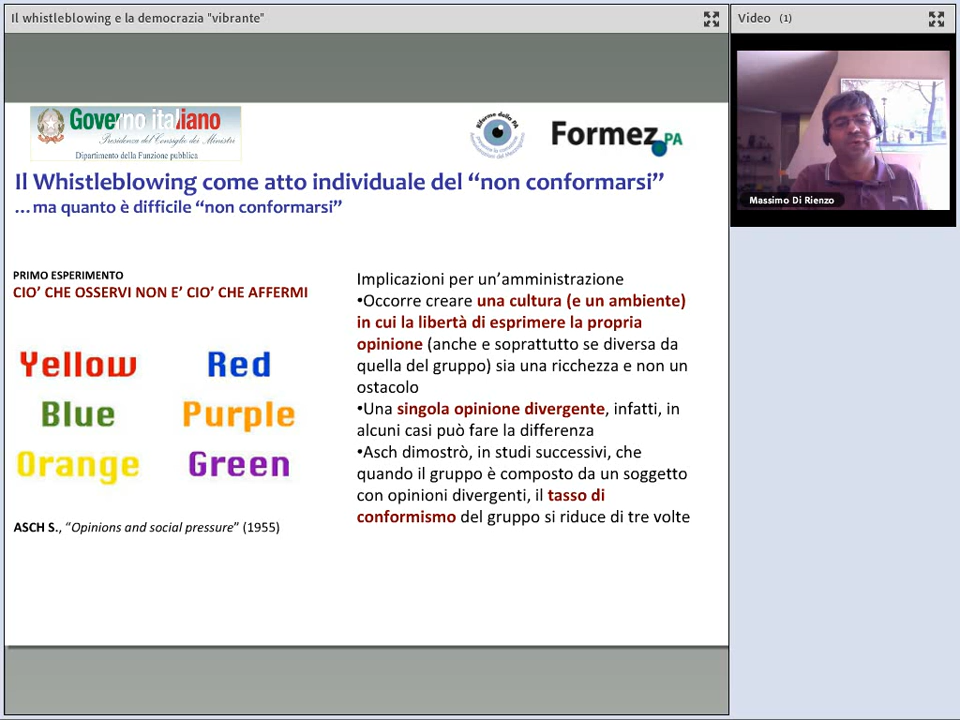 Il whistleblowing e la democrazia "vibrante"
Video (1)
Governo italiano
Presidenza del Consiglio dei Ministri
Dipartimento della Funzione pubblica
Riforme della PA
Formez PA
Massimo Di Rienzo
Il Whistleblowing come atto individuale del “non conformarsi”
…ma quanto è difficile “non conformarsi”
PRIMO ESPERIMENTO
CIO’ CHE OSSERVI NON E’ CIO’ CHE AFFERMI
Yellow Red
Blue Purple
Orange Green
ASCH S., “Opinions and social pressure” (1955)
Implicazioni per un’amministrazione
•Occorre creare una cultura (e un ambiente)
in cui la libertà di esprimere la propria
opinione (anche e soprattutto se diversa da
quella del gruppo) sia una ricchezza e non un
ostacolo
•Una singola opinione divergente, infatti, in
alcuni casi può fare la differenza
•Asch dimostrò, in studi successivi, che
quando il gruppo è composto da un soggetto
con opinioni divergenti, il tasso di
conformismo del gruppo si riduce di tre volte